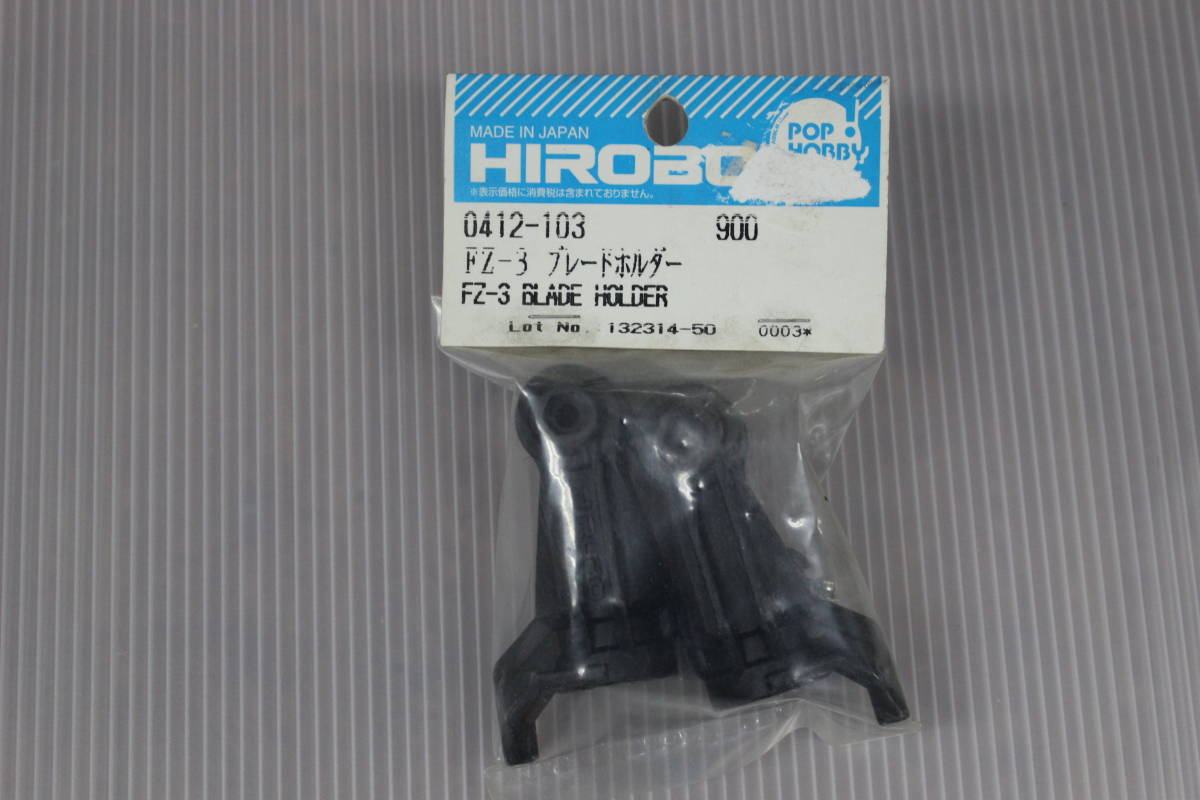 MADE IN JAPAN
HIROBO
POP
HOBBY
※表示価格に消費税は含まれておりません。
0412-103 900
FZ-3 ブレードホルダー
FZ-3 BLADE HOLDER
Lot No. 132314-50 0003*